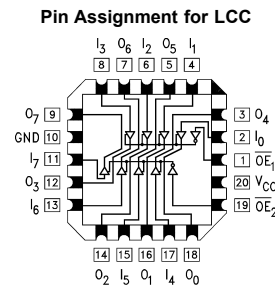 Pin Assignment for LCC
I3 O6 I2 O5 I1
8 7 6 5 4
O7 9
GND 10
I7 11
O3 12
I6 13
3 O4
2 I0
1 OE1
20 VCC
19 OE2
14 15 16 17 18
O2 I5 O1 I4 O0